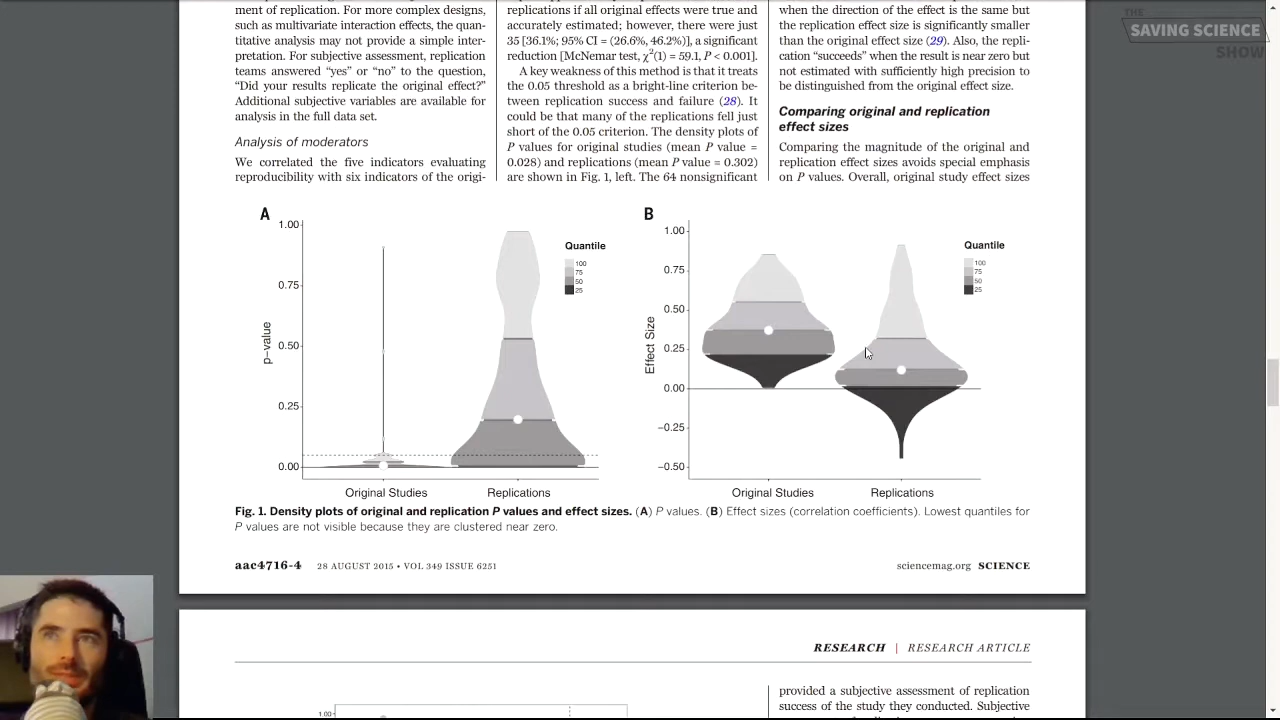 THE
SAVING SCIENCE
SHOW
ment of replication. For more complex designs,
such as multivariate interaction effects, the quan-
titative analysis may not provide a simple inter-
pretation. For subjective assessment, replication
teams answered “yes” or “no” to the question,
“Did your results replicate the original effect?”
Additional subjective variables are available for
analysis in the full data set.
Analysis of moderators
We correlated the five indicators evaluating
reproducibility with six indicators of the origi-
replications if all original effects were true and
accurately estimated; however, there were just
35 [36.1%; 95% CI = (26.6%, 46.2%)], a significant
reduction [McNemar test, χ²(1) = 59.1, P < 0.001].
A key weakness of this method is that it treats
the 0.05 threshold as a bright-line criterion be-
tween replication success and failure (28). It
could be that many of the replications fell just
short of the 0.05 criterion. The density plots of
P values for original studies (mean P value =
0.028) and replications (mean P value = 0.302)
are shown in Fig. 1, left. The 64 nonsignificant
when the direction of the effect is the same but
the replication effect size is significantly smaller
than the original effect size (29). Also, the repli-
cation “succeeds” when the result is near zero but
not estimated with sufficiently high precision to
be distinguished from the original effect size.
Comparing original and replication
effect sizes
Comparing the magnitude of the original and
replication effect sizes avoids special emphasis
on P values. Overall, original study effect sizes
A
1.00
0.75
0.50
0.25
0.00
p-value
Original Studies
Replications
Quantile
100
75
50
25
B
1.00
0.75
0.50
0.25
0.00
−0.25
−0.50
Effect Size
Original Studies
Replications
Quantile
100
75
50
25
Fig. 1. Density plots of original and replication P values and effect sizes. (A) P values. (B) Effect sizes (correlation coefficients). Lowest quantiles for
P values are not visible because they are clustered near zero.
aac4716-4 28 AUGUST 2015 • VOL 349 ISSUE 6251
sciencemag.org SCIENCE
RESEARCH | RESEARCH ARTICLE
provided a subjective assessment of replication
success of the study they conducted. Subjective
1.00